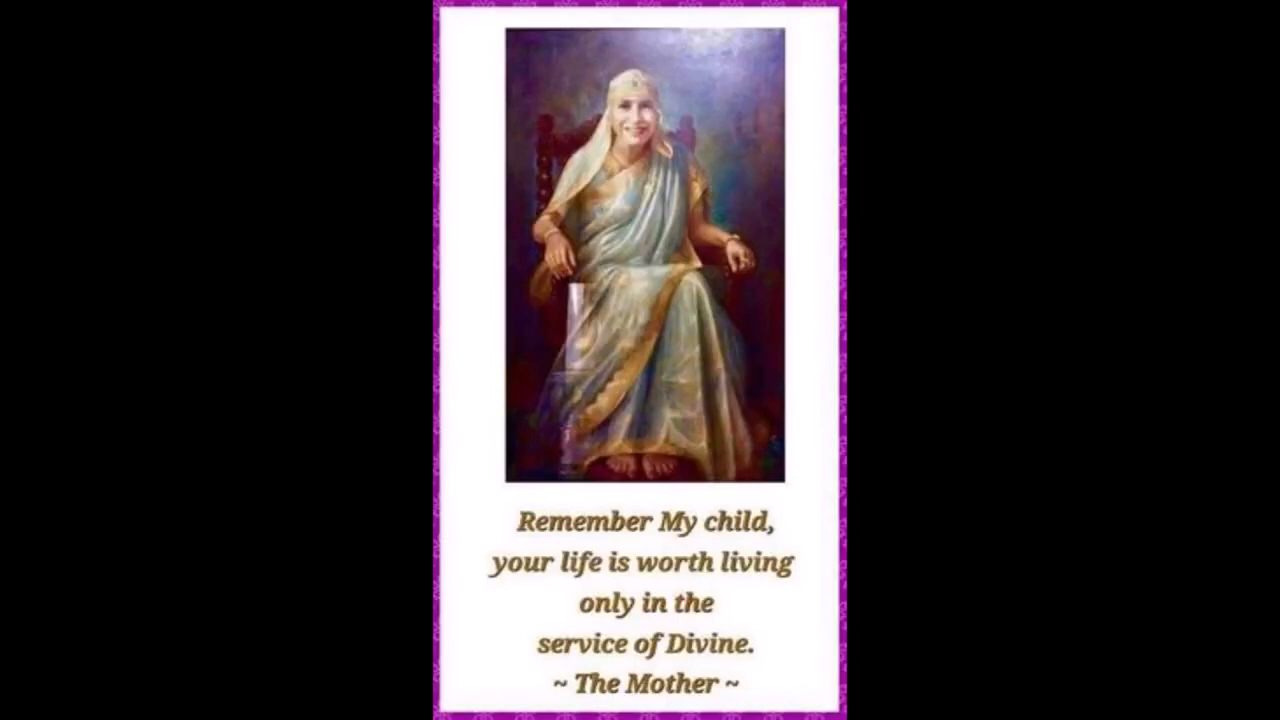 Remember My child,
your life is worth living
only in the
service of Divine.
~ The Mother ~